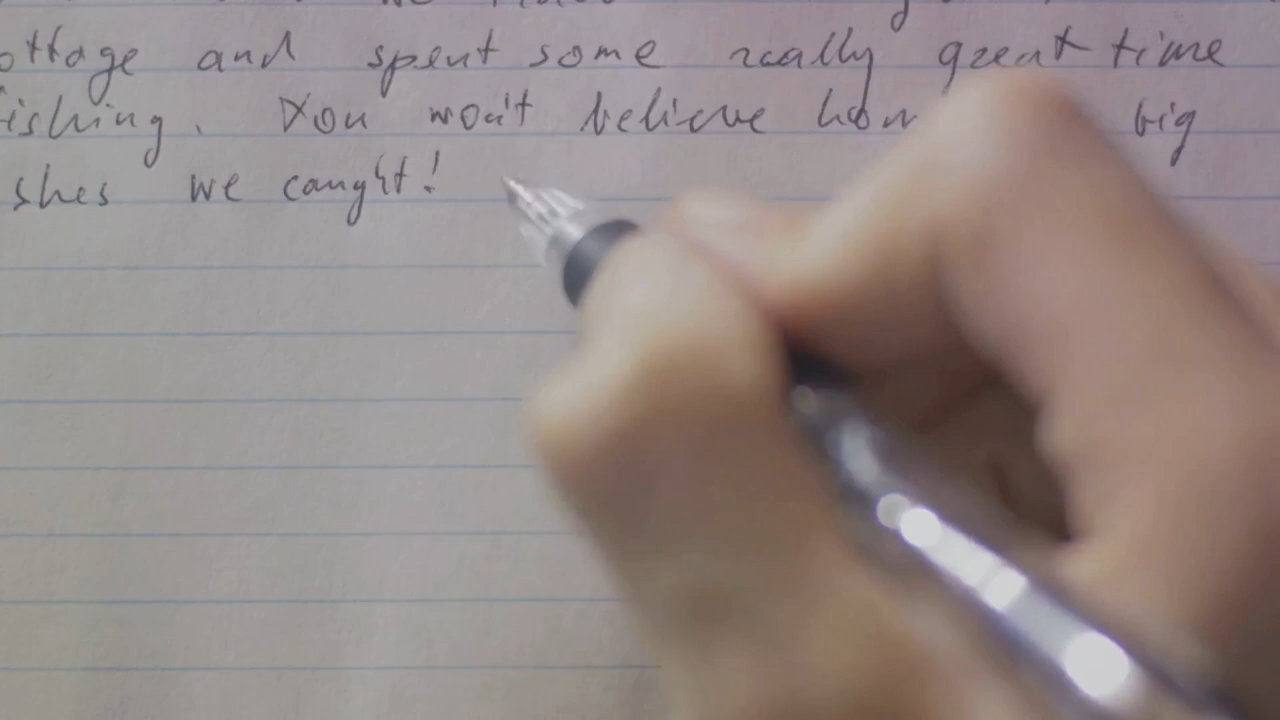 ottage and spent some really great time
ishing. You won't believe how big
shes we caught!